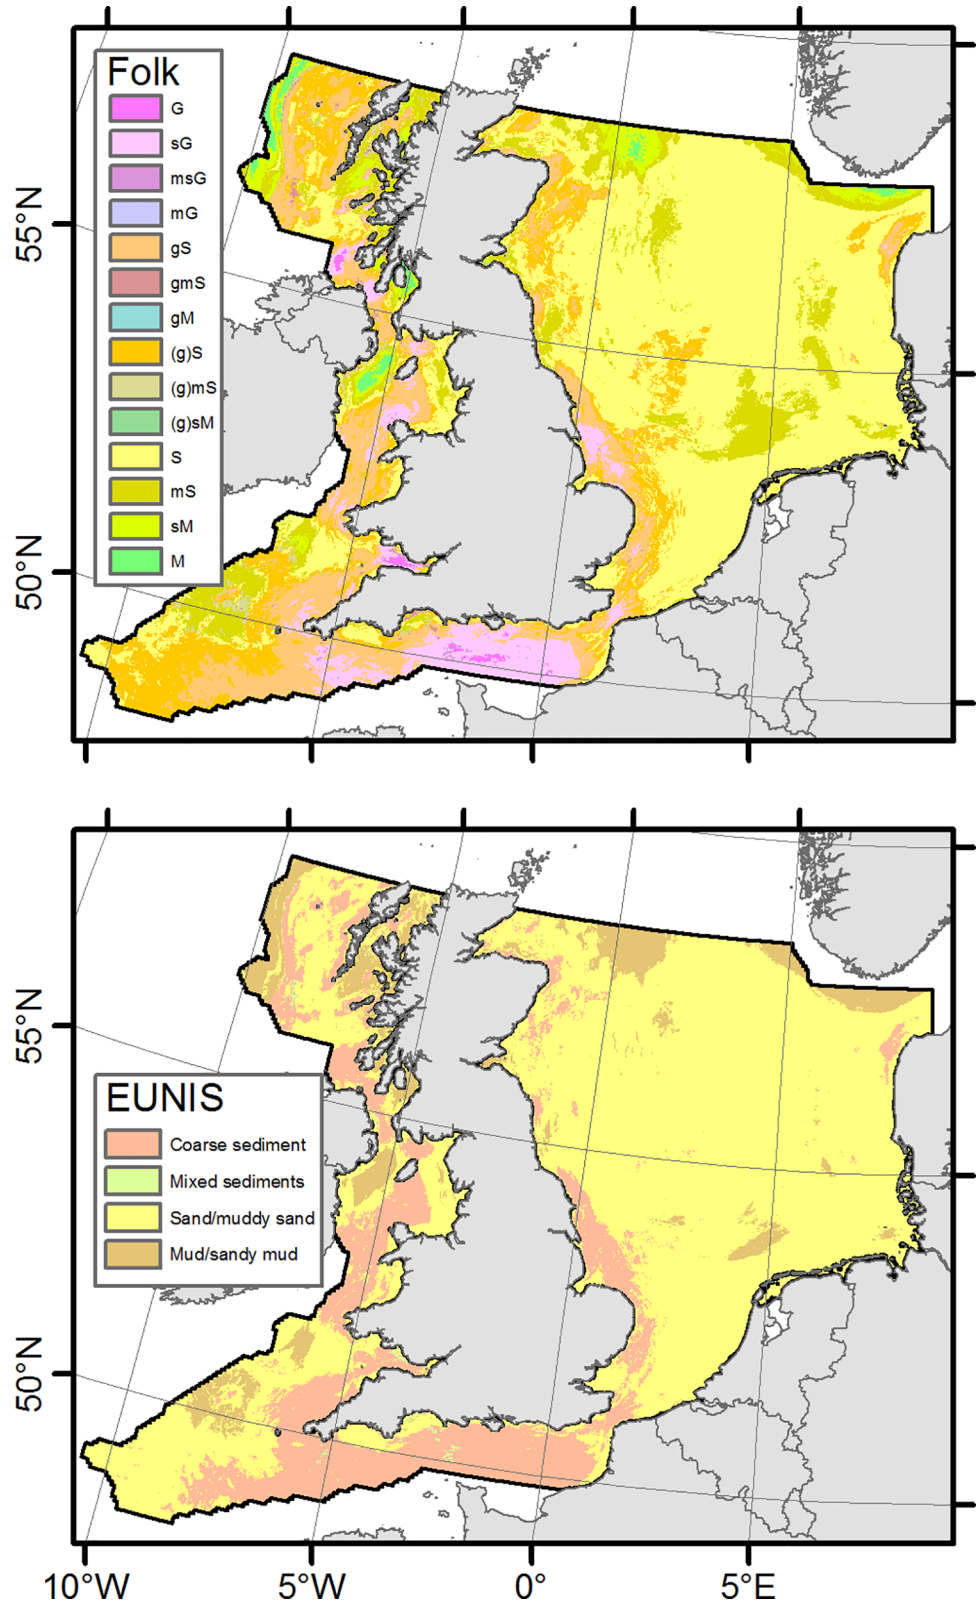 Folk
G
sG
msG
mG
gS
gmS
gM
(g)S
(g)mS
(g)sM
S
mS
sM
M
55°N
50°N
EUNIS
Coarse sediment
Mixed sediments
Sand/muddy sand
Mud/sandy mud
55°N
50°N
10°W 5°W 0° 5°E